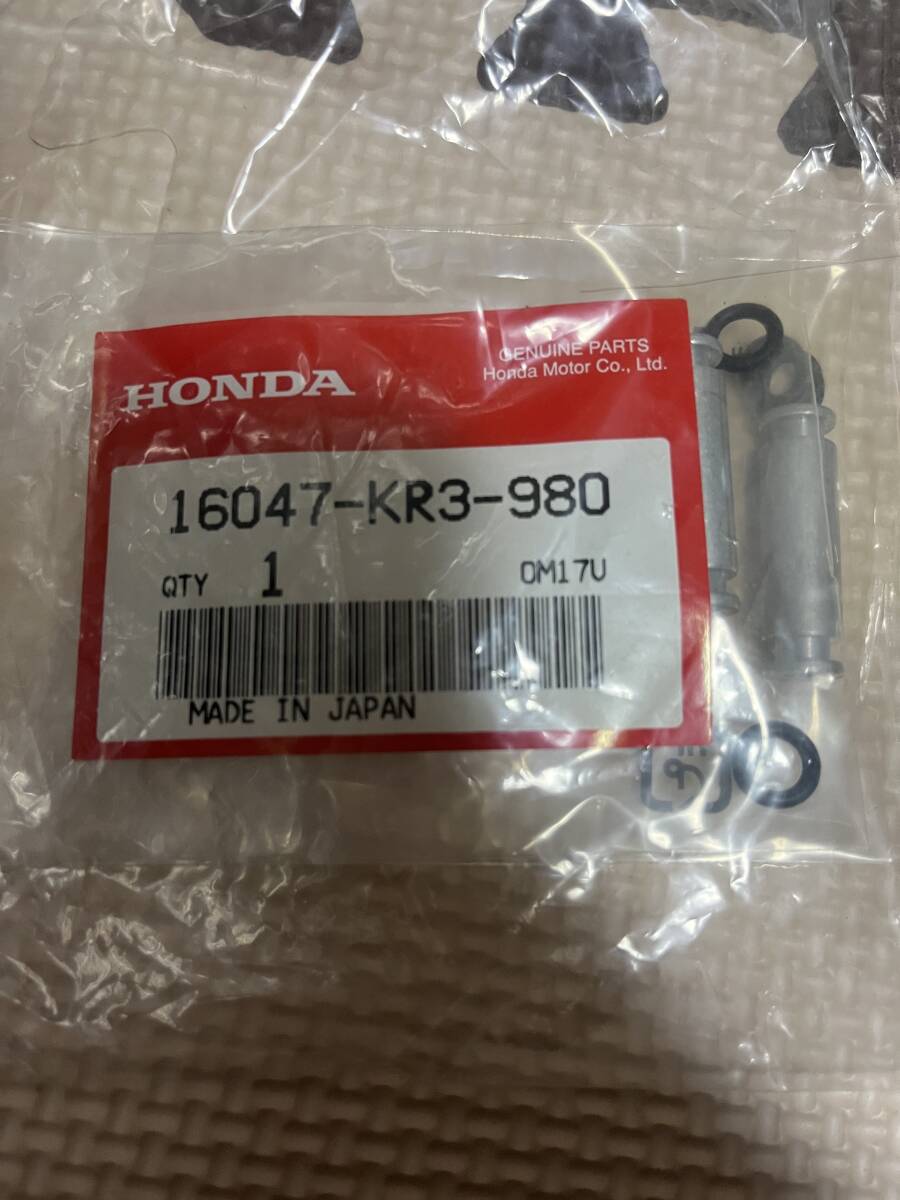 GENUINE PARTS
Honda Motor Co., Ltd.
HONDA
16047-KR3-980
QTY 1 0M17U
MADE IN JAPAN